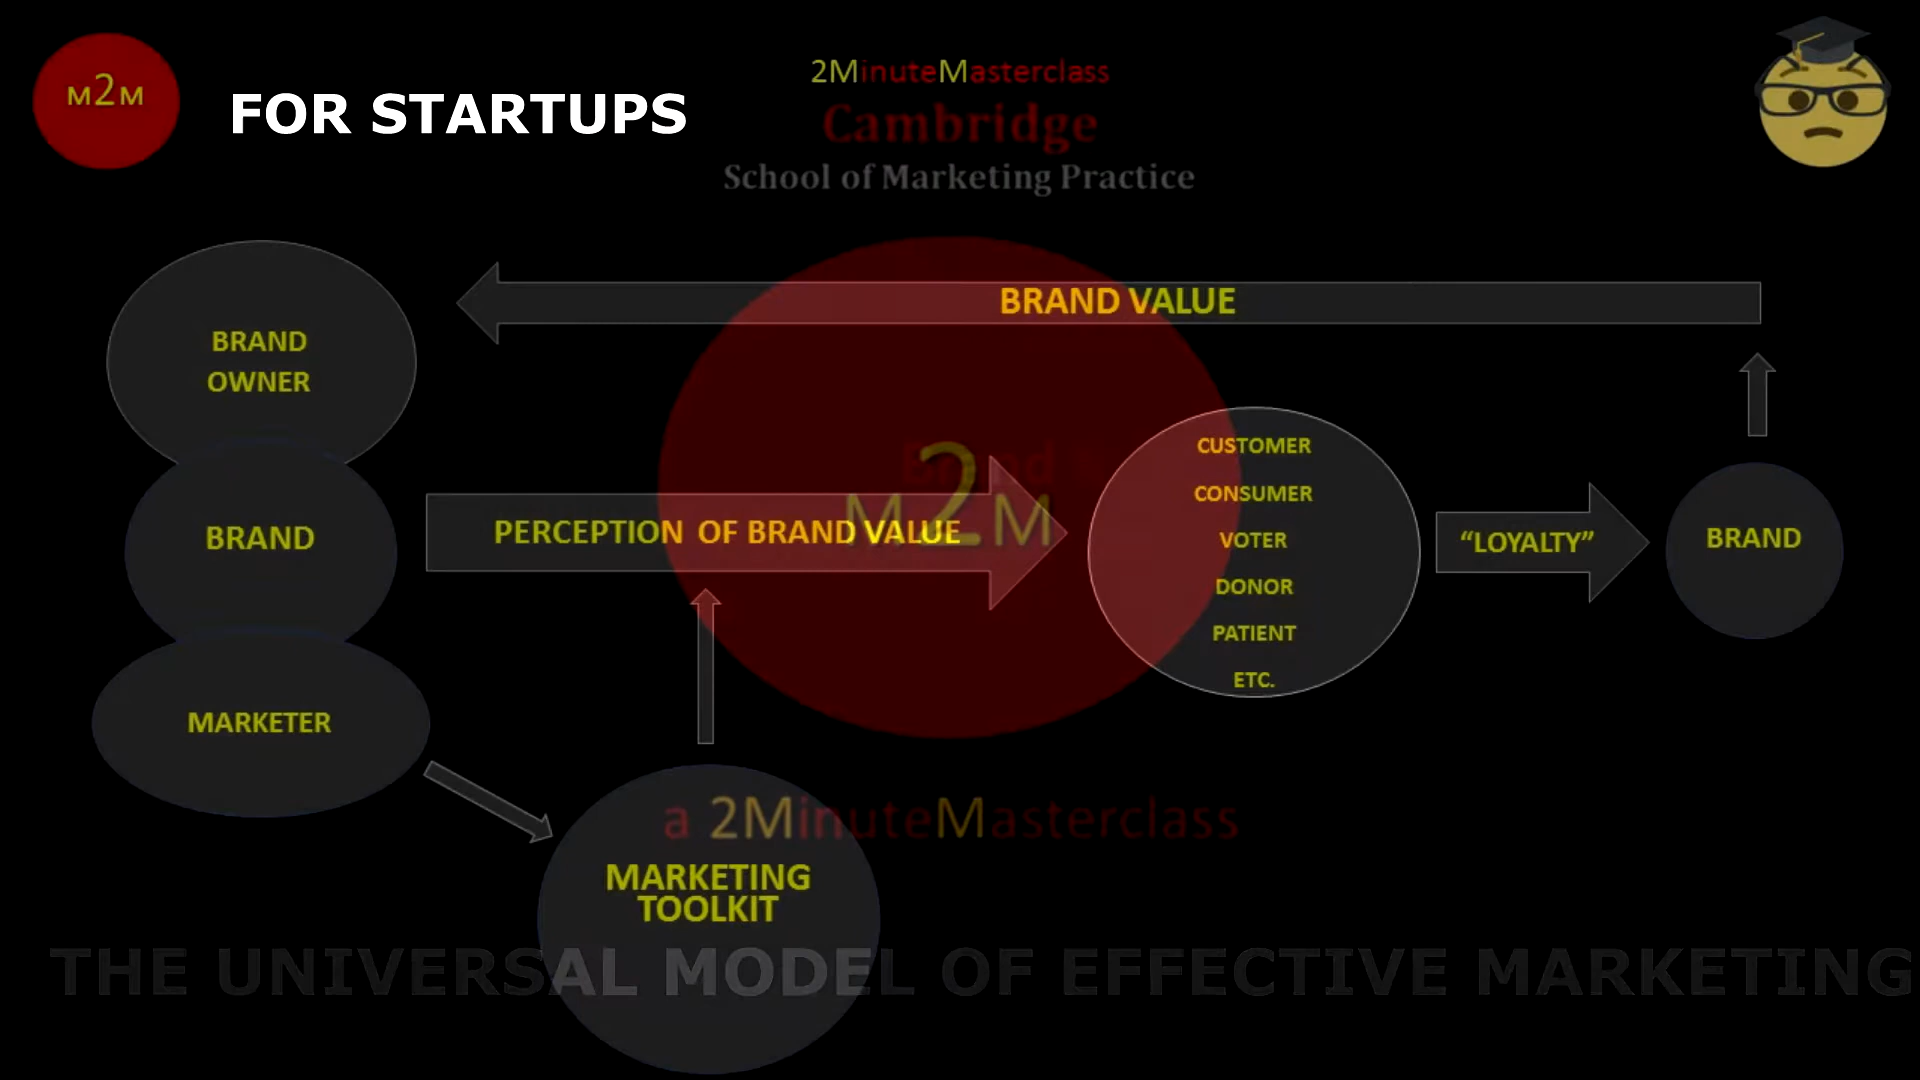 M2M
FOR STARTUPS
2MinuteMasterclass
Cambridge
School of Marketing Practice
BRAND VALUE
BRAND
OWNER
BRAND
MARKETER
PERCEPTION OF BRAND VALUE
M2M
CUSTOMER
CONSUMER
VOTER
DONOR
PATIENT
ETC.
“LOYALTY”
BRAND
a 2MinuteMasterclass
MARKETING
TOOLKIT
THE UNIVERSAL MODEL OF EFFECTIVE MARKETING